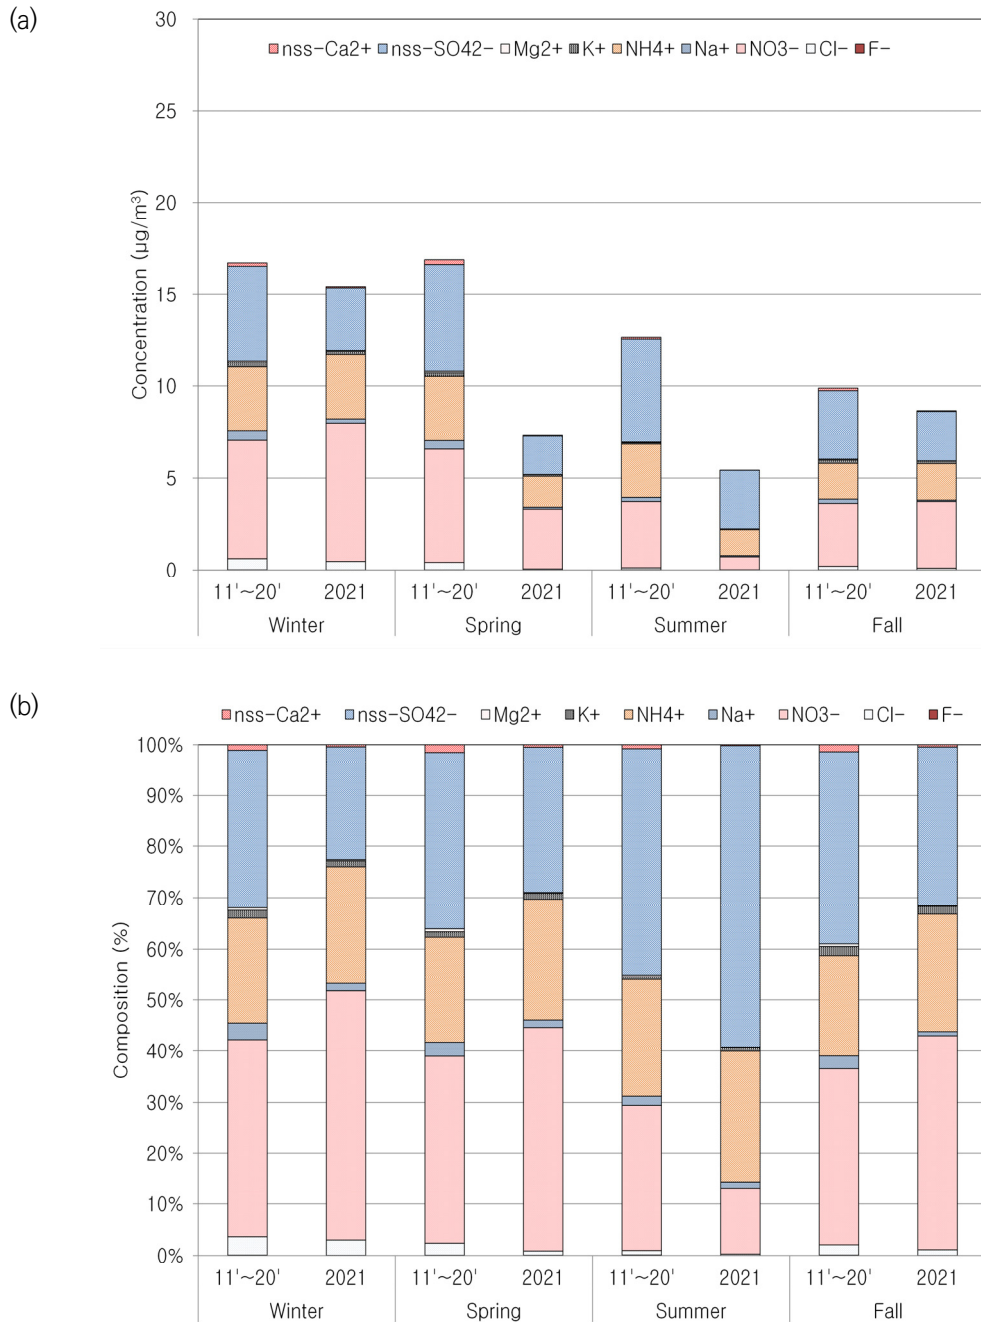 (a)
30
nss-Ca2+ nss-SO42- Mg2+ K+ NH4+ Na+ NO3- Cl- F-
25
20
15
10
5
0
Concentration (μg/m³)
11'~20' 2021 11'~20' 2021 11'~20' 2021 11'~20' 2021
Winter Spring Summer Fall
(b)
nss-Ca2+ nss-SO42- Mg2+ K+ NH4+ Na+ NO3- Cl- F-
100%
90%
80%
70%
60%
50%
40%
30%
20%
10%
0%
Composition (%)
11'~20' 2021 11'~20' 2021 11'~20' 2021 11'~20' 2021
Winter Spring Summer Fall